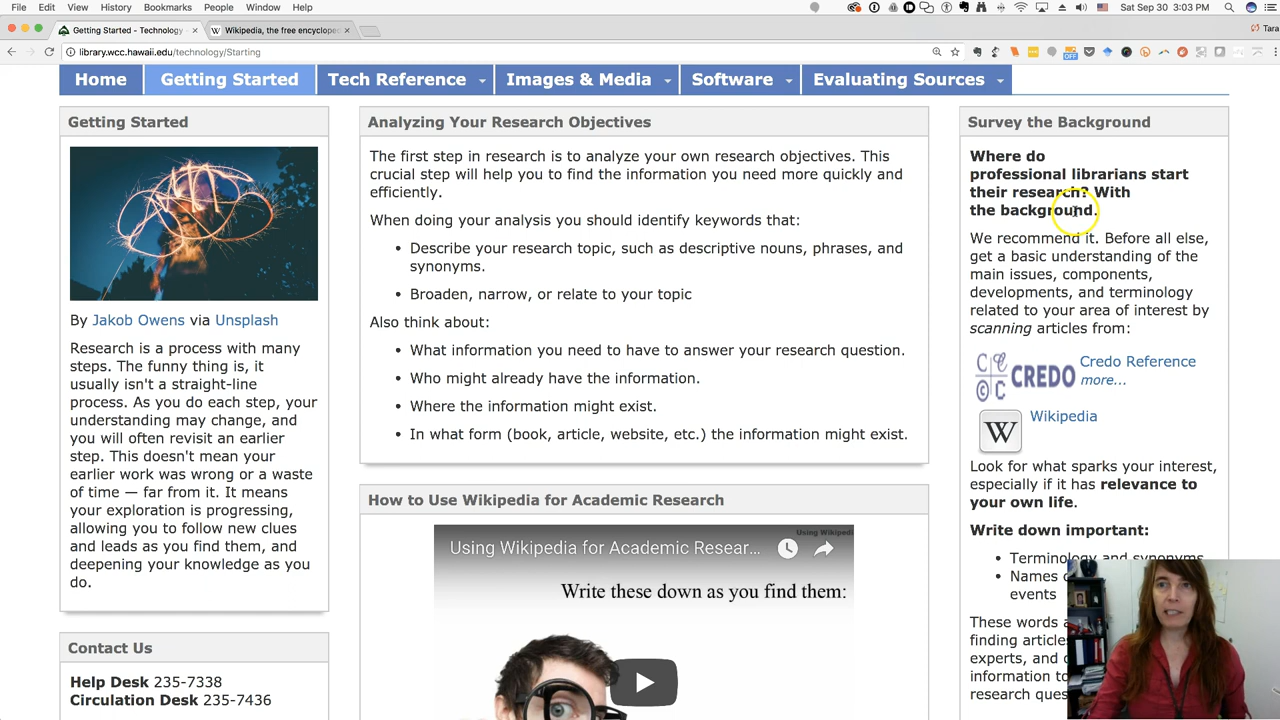 File Edit View History Bookmarks People Window Help
Sat Sep 30 3:03 PM
Getting Started - Technology
Wikipedia, the free encyclope
Tara
library.wcc.hawaii.edu/technology/Starting
OFF
Home
Getting Started
Tech Reference
Images & Media
Software
Evaluating Sources
Getting Started
By Jakob Owens via Unsplash
Research is a process with many
steps. The funny thing is, it
usually isn't a straight-line
process. As you do each step, your
understanding may change, and
you will often revisit an earlier
step. This doesn't mean your
earlier work was wrong or a waste
of time — far from it. It means
your exploration is progressing,
allowing you to follow new clues
and leads as you find them, and
deepening your knowledge as you
do.
Contact Us
Help Desk 235-7338
Circulation Desk 235-7436
Analyzing Your Research Objectives
The first step in research is to analyze your own research objectives. This
crucial step will help you to find the information you need more quickly and
efficiently.
When doing your analysis you should identify keywords that:
• Describe your research topic, such as descriptive nouns, phrases, and
synonyms.
• Broaden, narrow, or relate to your topic
Also think about:
• What information you need to have to answer your research question.
• Who might already have the information.
• Where the information might exist.
• In what form (book, article, website, etc.) the information might exist.
How to Use Wikipedia for Academic Research
Using Wikipedia for Academic Resear...
Using Wikipedia
Write these down as you find them:
Survey the Background
Where do
professional librarians start
their research? With
the background.
We recommend it. Before all else,
get a basic understanding of the
main issues, components,
developments, and terminology
related to your area of interest by
scanning articles from:
CREDO
Credo Reference
more...
W
Wikipedia
Look for what sparks your interest,
especially if it has relevance to
your own life.
Write down important:
• Terminology and synonyms
• Names
events
These words
finding article
experts, and
information to
research ques